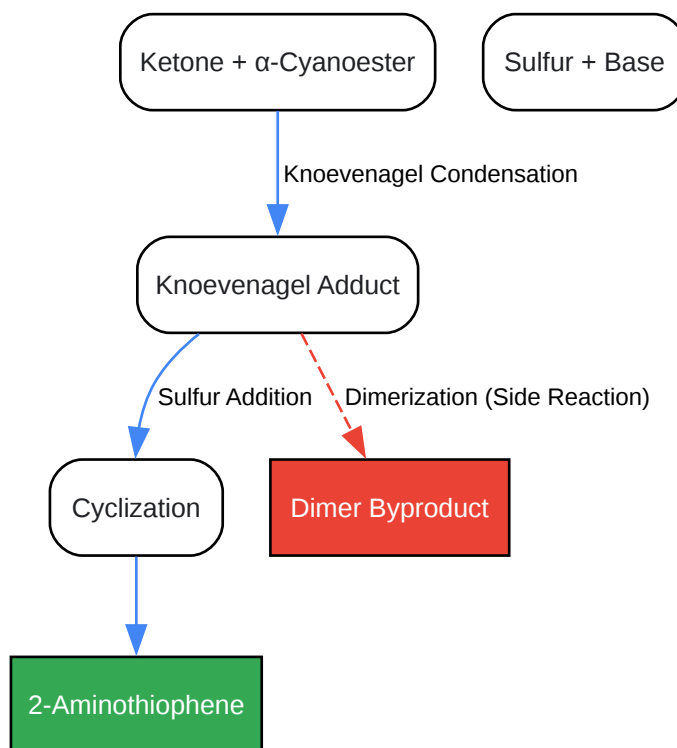 Ketone + α-Cyanoester
Sulfur + Base
Knoevenagel Condensation
Knoevenagel Adduct
Sulfur Addition
Dimerization (Side Reaction)
Cyclization
Dimer Byproduct
2-Aminothiophene